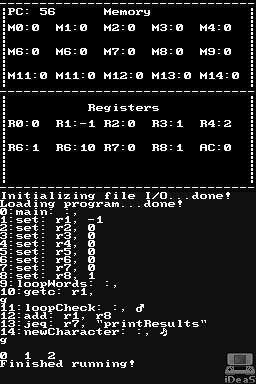 PC: 56 Memory
M0:0 M1:0 M2:0 M3:0 M4:0
M6:0 M6:0 M7:0 M8:0 M9:0
M11:0 M11:0 M12:0 M13:0 M14:0
Registers
R0:0 R1:-1 R2:0 R3:1 R4:2
R6:1 R6:10 R7:0 R8:1 AC:0
Initializing file I/O...done!
Loading program...done!
0:main: :,
1:set: r1, -1
2:set: r2, 0
3:set: r3, 0
4:set: r4, 0
5:set: r5, 0
6:set: r6, 0
7:set: r7, 0
8:set: r8, 1
9:loopWords: :,
10:getc: r1,
g
11:loopCheck: :, ♂
12:add: r1, r8
13:jeq: r7, "printResults"
14:newCharacter: :, ♪
g
0 1 2
Finished running!
iDeaS